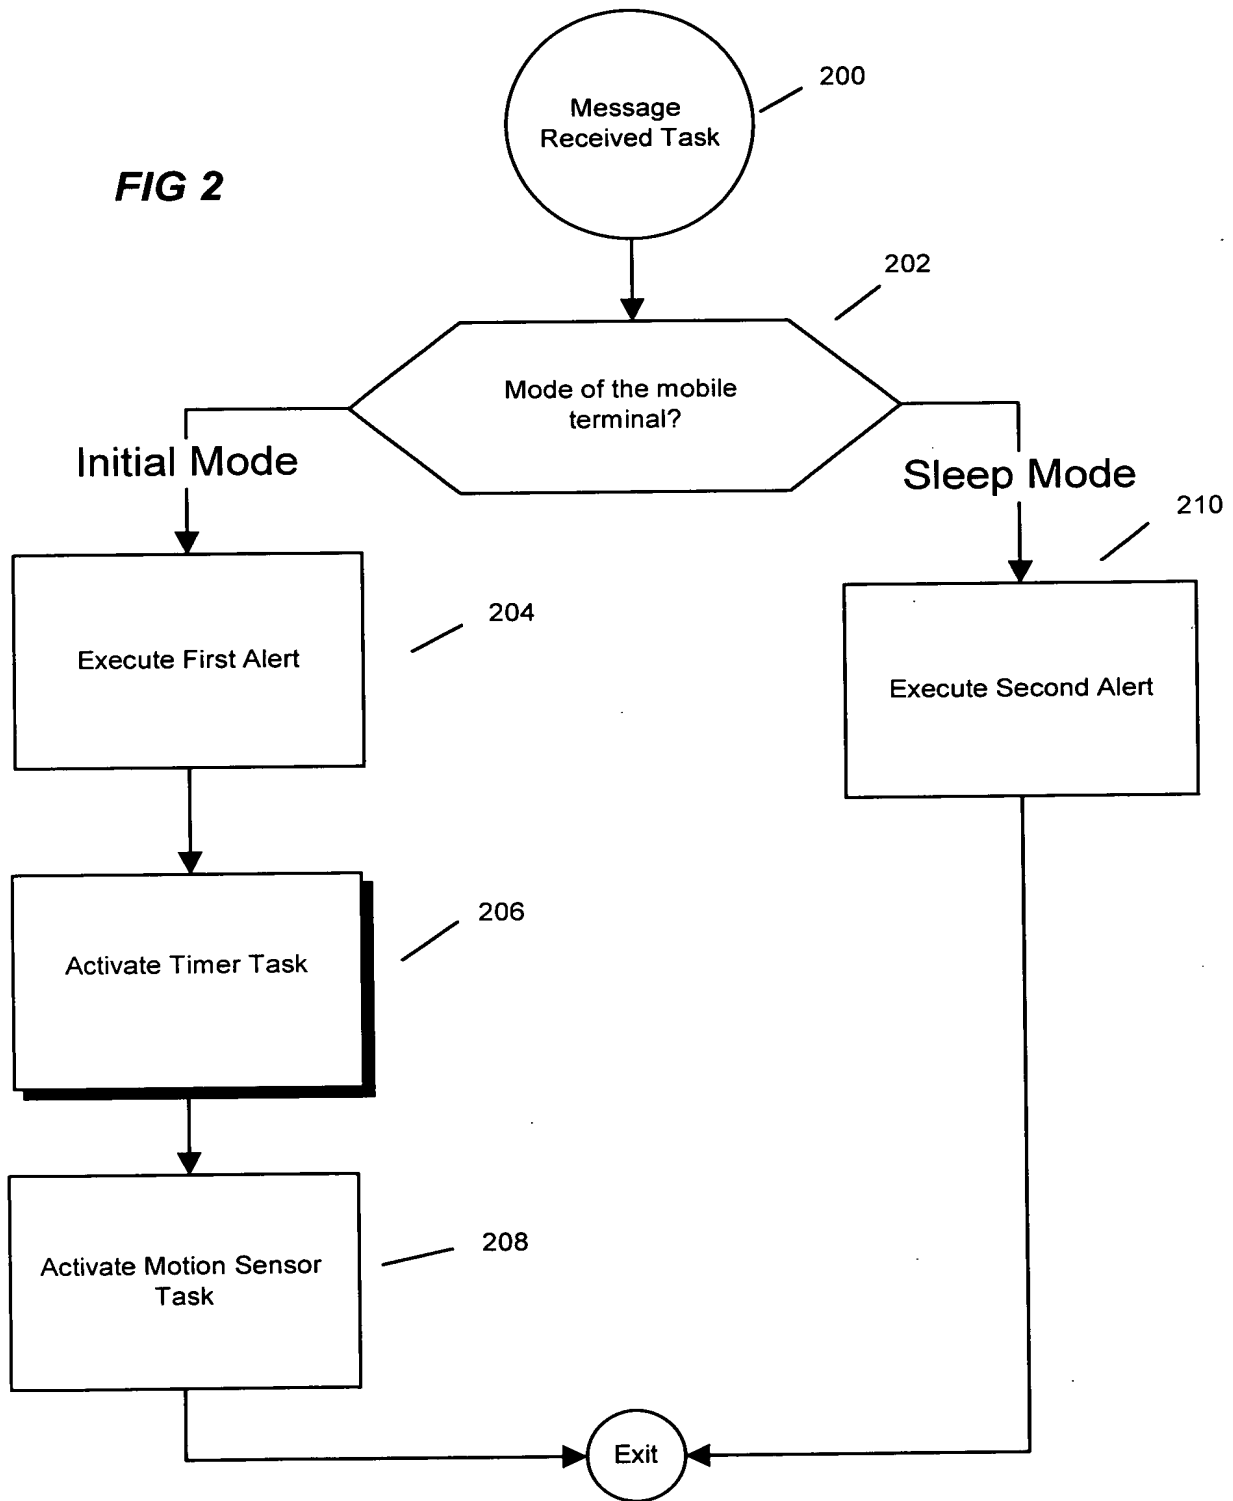 200
Message
Received Task
FIG 2
202
Mode of the mobile
terminal?
Initial Mode
Sleep Mode
210
204
Execute First Alert
Execute Second Alert
206
Activate Timer Task
208
Activate Motion Sensor
Task
Exit